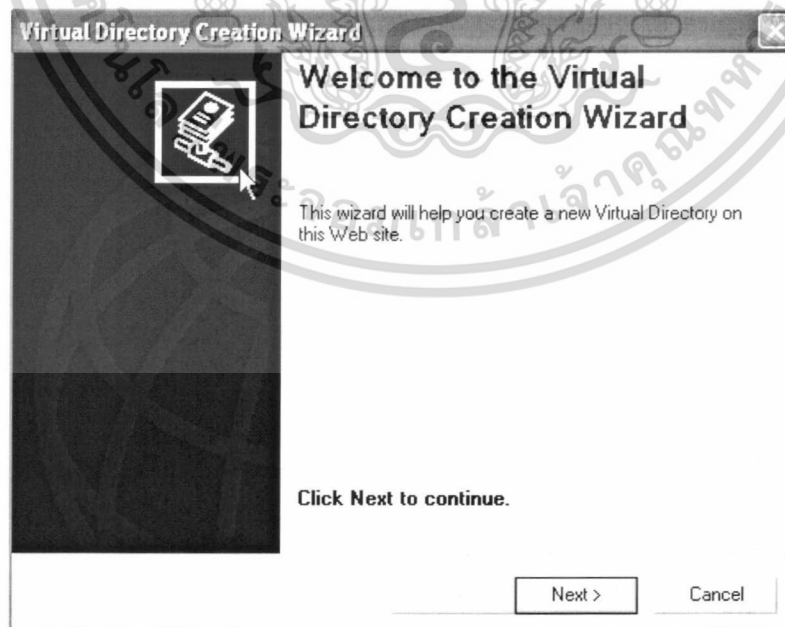 Virtual Directory Creation Wizard
Welcome to the Virtual
Directory Creation Wizard
This wizard will help you create a new Virtual Directory on
this Web site.
Click Next to continue.
Next >
Cancel